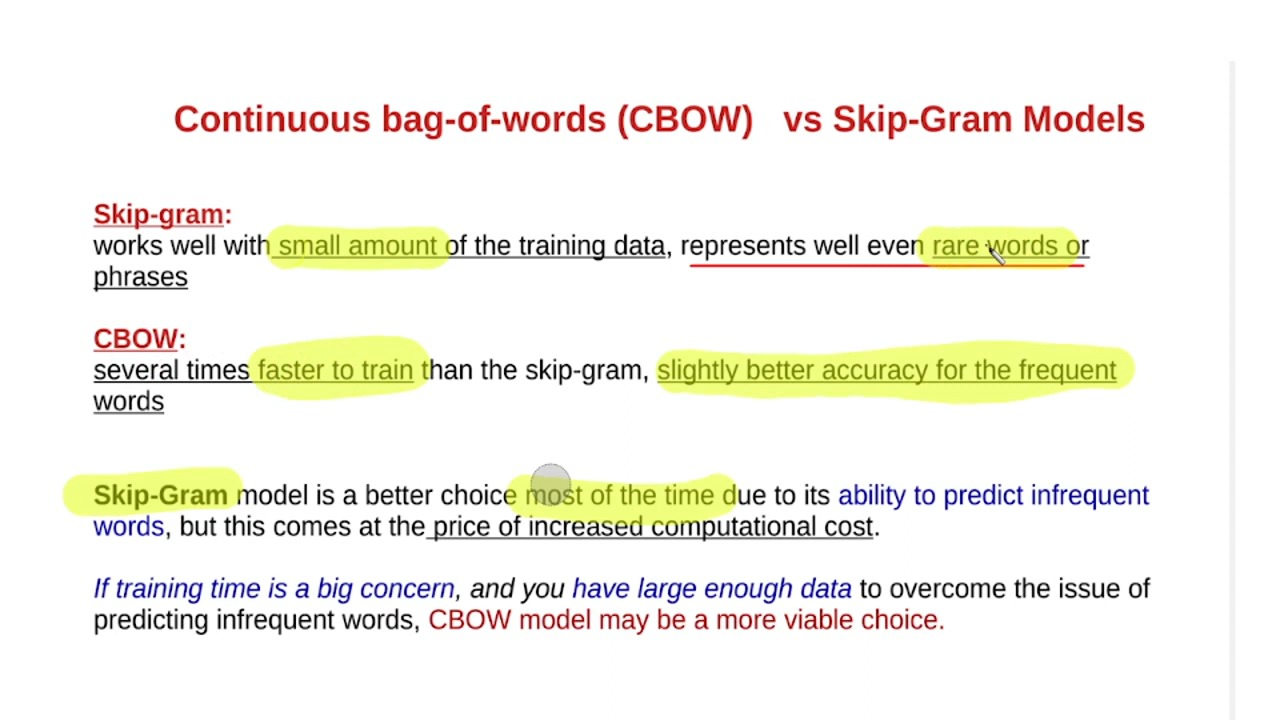 Continuous bag-of-words (CBOW) vs Skip-Gram Models
Skip-gram:
works well with small amount of the training data, represents well even rare words or
phrases
CBOW:
several times faster to train than the skip-gram, slightly better accuracy for the frequent
words
Skip-Gram model is a better choice most of the time due to its ability to predict infrequent
words, but this comes at the price of increased computational cost.
If training time is a big concern, and you have large enough data to overcome the issue of
predicting infrequent words, CBOW model may be a more viable choice.